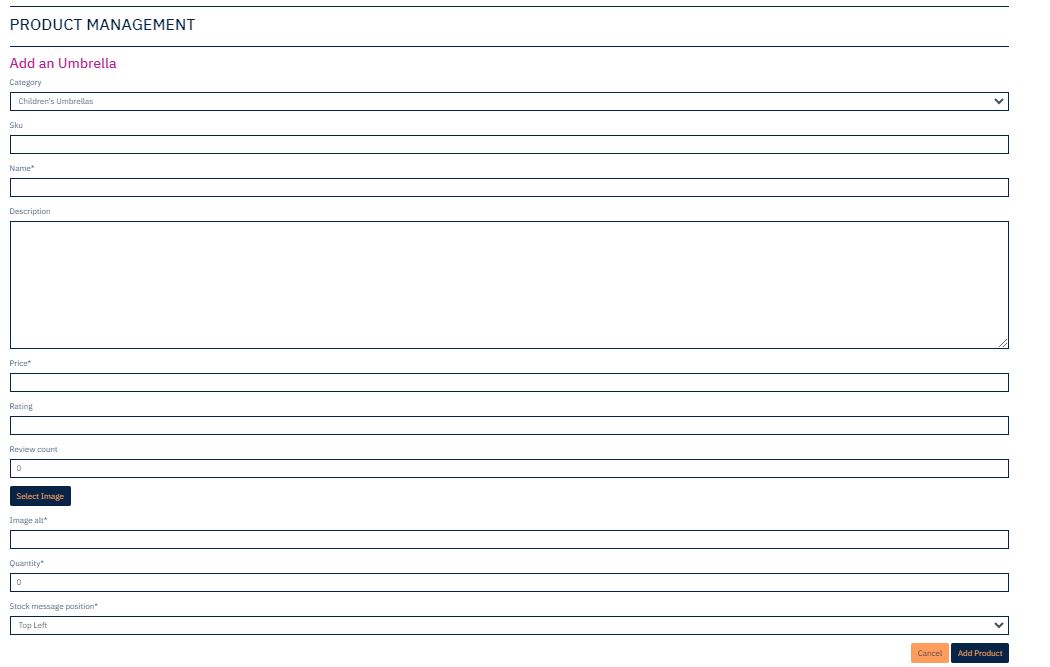 PRODUCT MANAGEMENT
Add an Umbrella
Category
Children's Umbrellas
Sku
Name*
Description
Price*
Rating
Review count
0
Select Image
Image alt*
Quantity*
0
Stock message position*
Top Left
Cancel Add Product